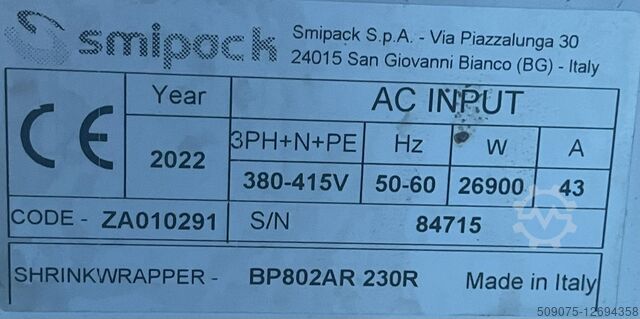 smipack
Smipack S.p.A. - Via Piazzalunga 30
24015 San Giovanni Bianco (BG) - Italy
CE
Year
AC INPUT
2022
3PH+N+PE Hz W A
380-415V 50-60 26900 43
CODE - ZA010291 S/N 84715
SHRINKWRAPPER - BP802AR 230R Made in Italy
509075-12694358